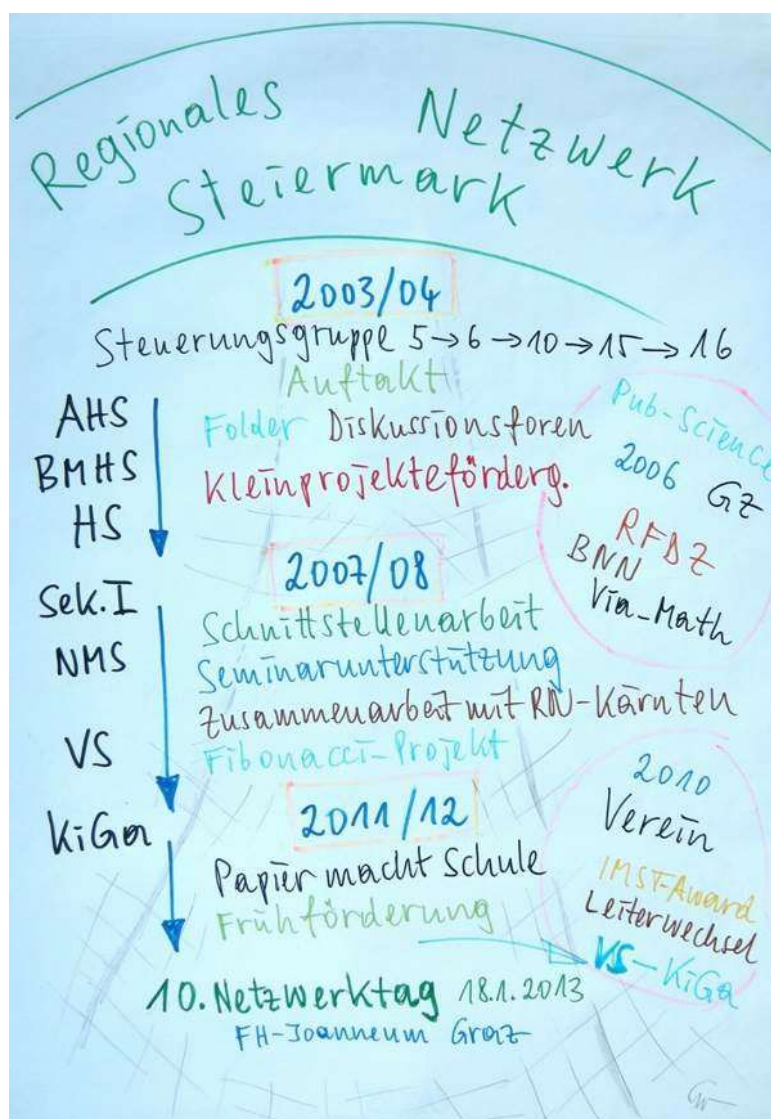 Regionales Netzwerk
Steiermark
2003/04
Steuerungsgruppe 5→6→10→15→16
Auftakt
AHS
BMHS
HS
Folder Diskussionsforen
Kleinprojekteförderg.
Pub-Science
2006 GZ
RFDZ
BNN
Via-Math
2007/08
Sek.I
NMS
VS
KiGa
Schnittstellenarbeit
Seminarunterstützung
Zusammenarbeit mit RN-Kärnten
Fibonacci-Projekt
2011/12
Papier macht Schule
Frühförderung
2010
Verein
IMST-Award
Leiterwechsel
VS-KiGa
10. Netzwerktag 18.1.2013
FH-Joanneum Graz